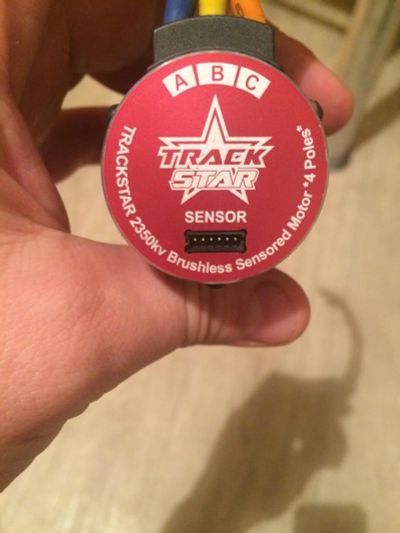 A B C
TRACK
STAR
SENSOR
TRACKSTAR 2350kv Brushless Sensored Motor *4 Poles*